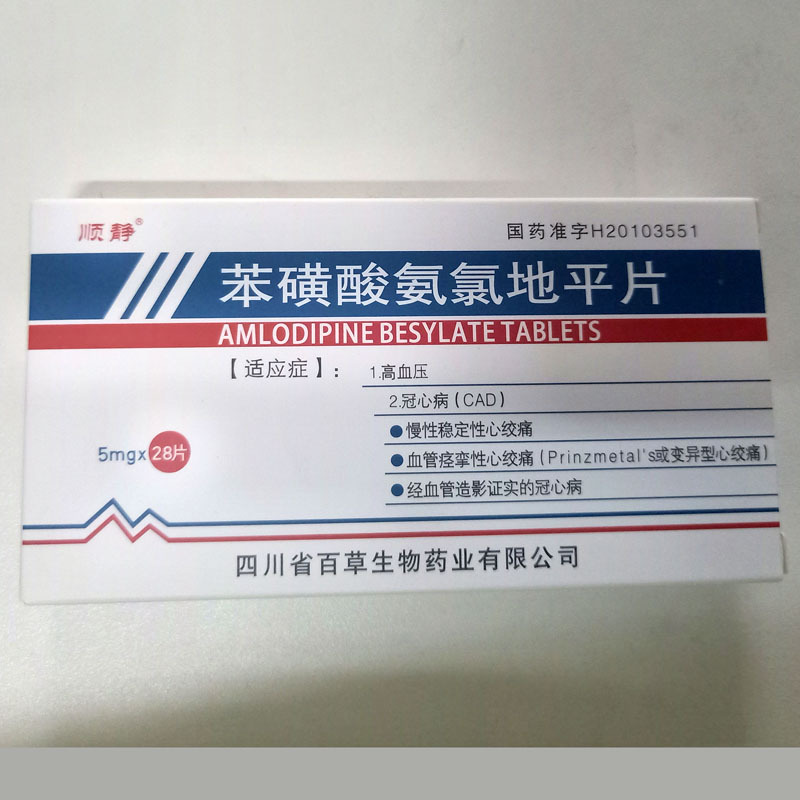 顺静®
国药准字H20103551
苯磺酸氨氯地平片
AMLODIPINE BESYLATE TABLETS
【适应症】：
1.高血压
2.冠心病(CAD)
●慢性稳定性心绞痛
●血管痉挛性心绞痛(Prinzmetal's或变异型心绞痛)
●经血管造影证实的冠心病
5mgx28片
四川省百草生物药业有限公司